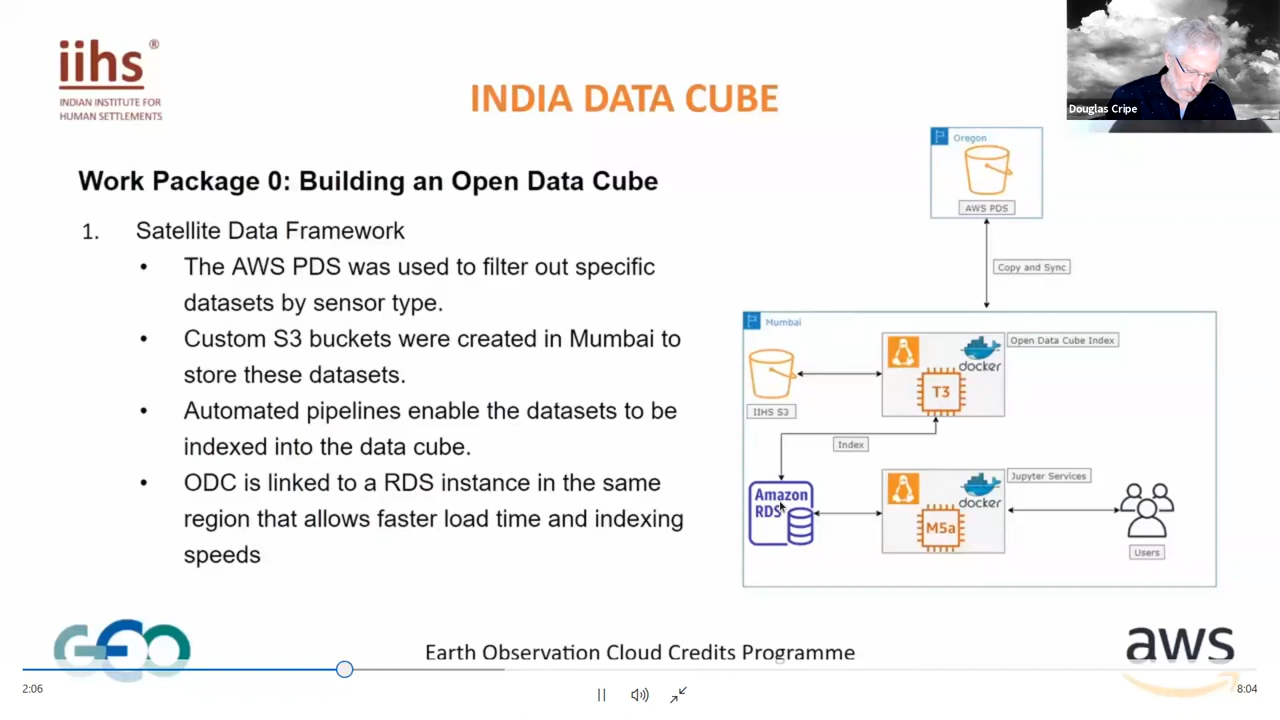 iihs®
INDIAN INSTITUTE FOR
HUMAN SETTLEMENTS
INDIA DATA CUBE
Douglas Cripe
Work Package 0: Building an Open Data Cube
1. Satellite Data Framework
• The AWS PDS was used to filter out specific
datasets by sensor type.
• Custom S3 buckets were created in Mumbai to
store these datasets.
• Automated pipelines enable the datasets to be
indexed into the data cube.
• ODC is linked to a RDS instance in the same
region that allows faster load time and indexing
speeds
Oregon
AWS PDS
Copy and Sync
Mumbai
Open Data Cube Index
docker
T3
IIHS S3
Index
Jupyter Services
Amazon
RDS
docker
M5a
Users
GEO
Earth Observation Cloud Credits Programme
aws
2:06
8:04